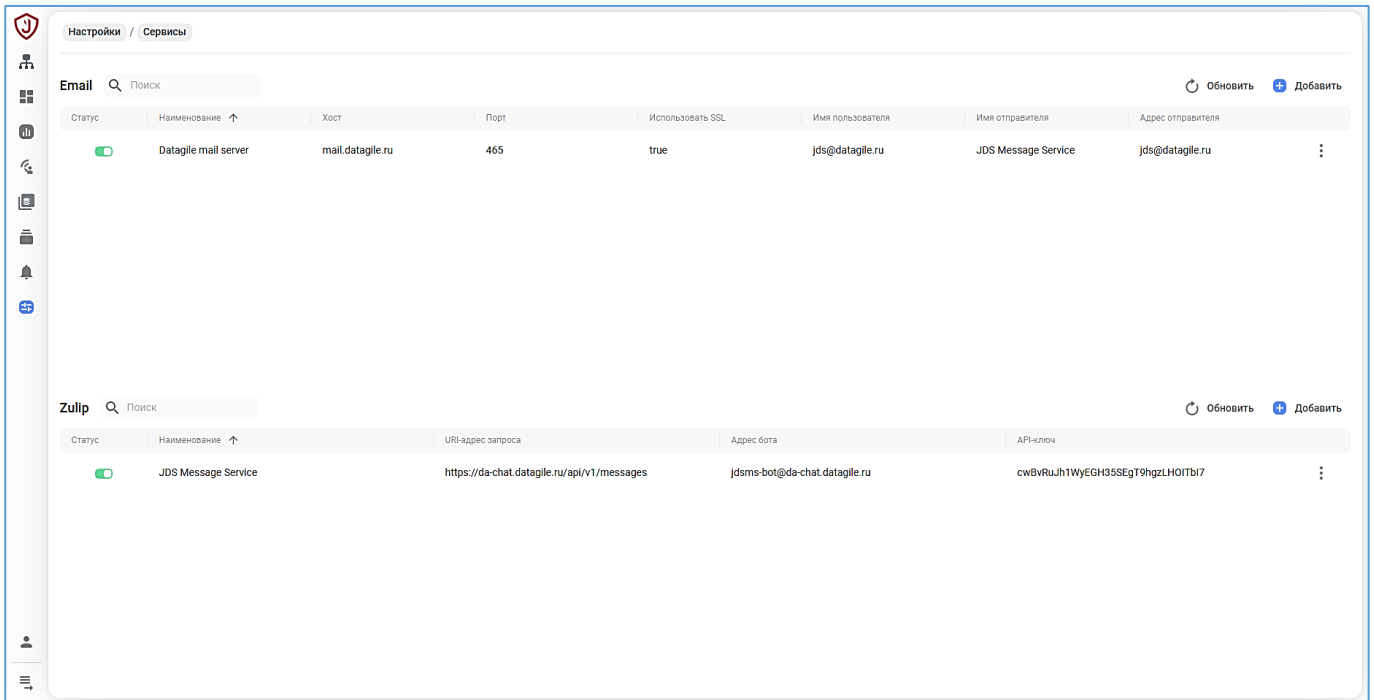 Настройки / Сервисы
Email Поиск Обновить Добавить
Статус Наименование Хост Порт Использовать SSL Имя пользователя Имя отправителя Адрес отправителя
Datagile mail server mail.datagile.ru 465 true jds@datagile.ru JDS Message Service jds@datagile.ru
Zulip Поиск Обновить Добавить
Статус Наименование URI-адрес запроса Адрес бота API-ключ
JDS Message Service https://da-chat.datagile.ru/api/v1/messages jdsms-bot@da-chat.datagile.ru cwBvRuJh1WyEGH35SEgT9hgzLHOITbI7